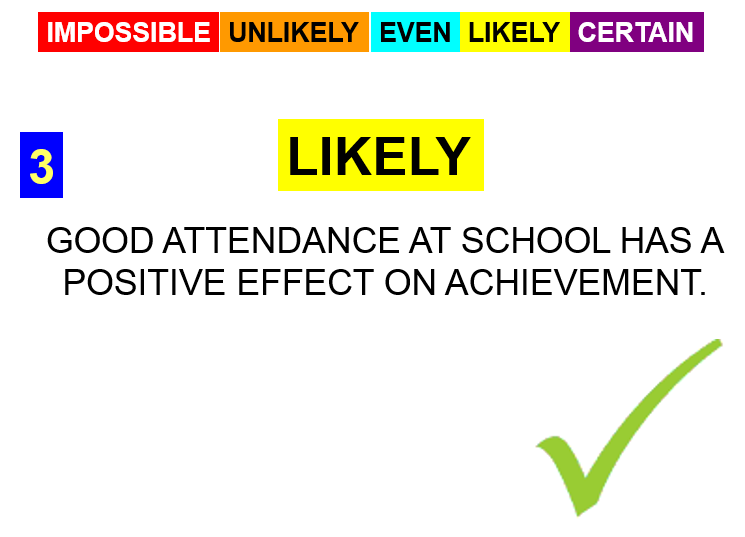 IMPOSSIBLE UNLIKELY EVEN LIKELY CERTAIN
3
LIKELY
GOOD ATTENDANCE AT SCHOOL HAS A
POSITIVE EFFECT ON ACHIEVEMENT.